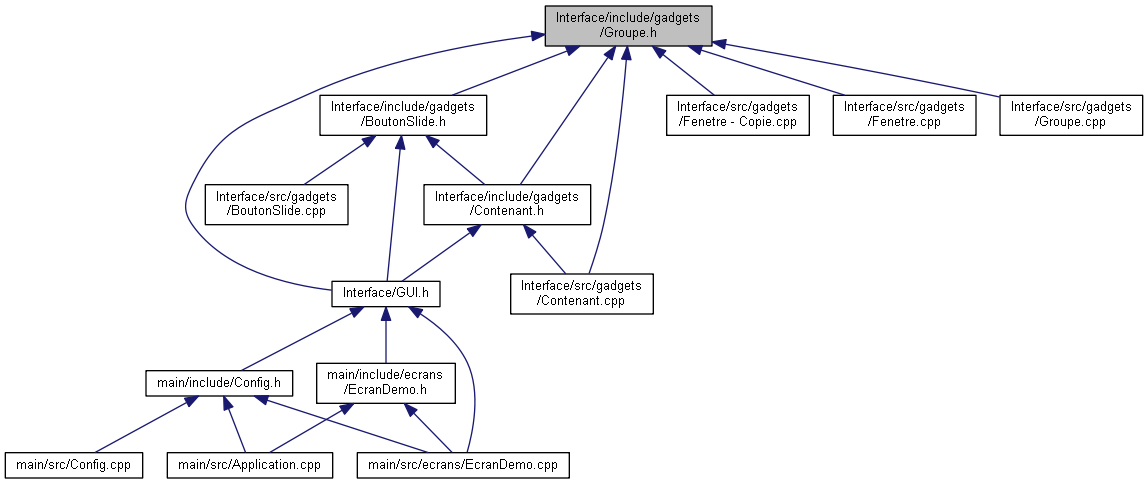 Interface/include/gadgets
/Groupe.h
Interface/include/gadgets
/BoutonSlide.h
Interface/src/gadgets
/Fenetre - Copie.cpp
Interface/src/gadgets
/Fenetre.cpp
Interface/src/gadgets
/Groupe.cpp
Interface/src/gadgets
/BoutonSlide.cpp
Interface/include/gadgets
/Contenant.h
Interface/GUI.h
Interface/src/gadgets
/Contenant.cpp
main/include/Config.h
main/include/ecrans
/EcranDemo.h
main/src/Config.cpp
main/src/Application.cpp
main/src/ecrans/EcranDemo.cpp